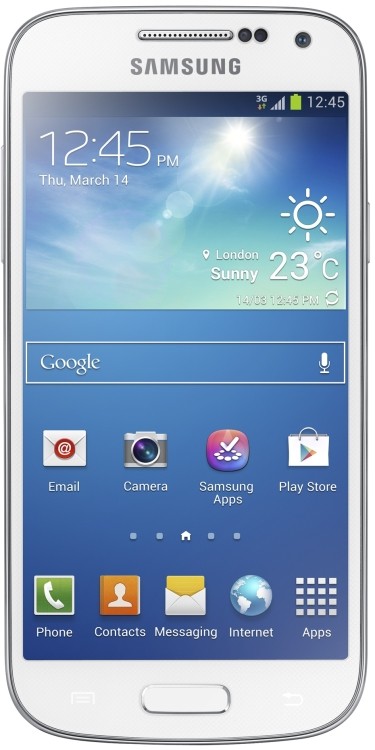 SAMSUNG
3G 12:45
12:45 PM
Thu, March 14
London
Sunny 23°C
14/03 12:45 PM
Google
@
Email Camera Samsung Apps Play Store
Phone Contacts Messaging Internet Apps